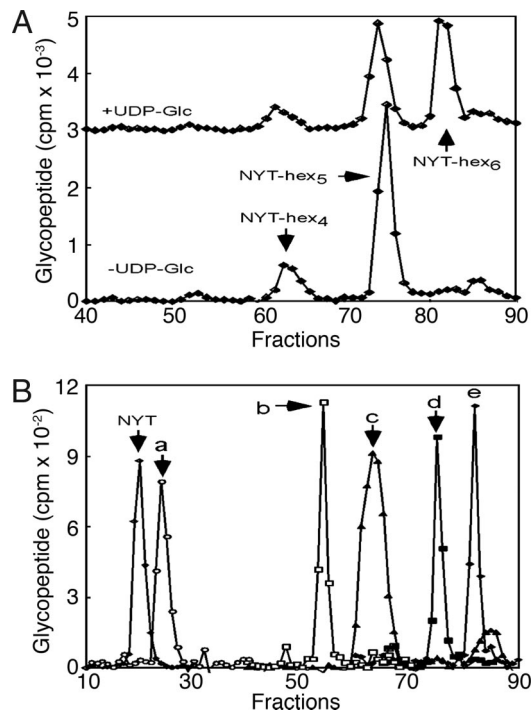 A
Glycopeptide (cpm x 10-3)
5
4
3
2
1
0
+UDP-Glc
NYT-hex6
NYT-hex5
NYT-hex4
-UDP-Glc
40 50 60 70 80 90
Fractions
B
Glycopeptide (cpm x 10-2)
12
9
6
3
0
NYT
a
b
c
d
e
10 30 50 70 90
Fractions